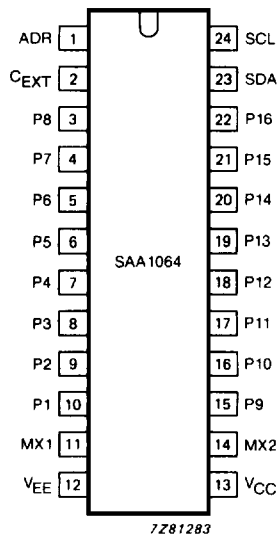 ADR 1 24 SCL
CEXT 2 23 SDA
P8 3 22 P16
P7 4 21 P15
P6 5 20 P14
P5 6 19 P13
SAA1064
P4 7 18 P12
P3 8 17 P11
P2 9 16 P10
P1 10 15 P9
MX1 11 14 MX2
VEE 12 13 VCC
7Z81283